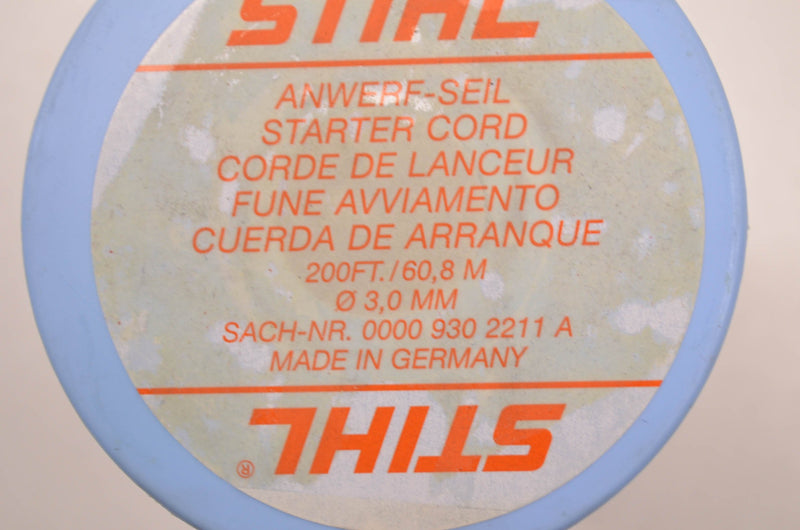 STIHL
ANWERF-SEIL
STARTER CORD
CORDE DE LANCEUR
FUNE AVVIAMENTO
CUERDA DE ARRANQUE
200FT./60,8 M
Ø 3,0 MM
SACH-NR. 0000 930 2211 A
MADE IN GERMANY
STIHL®